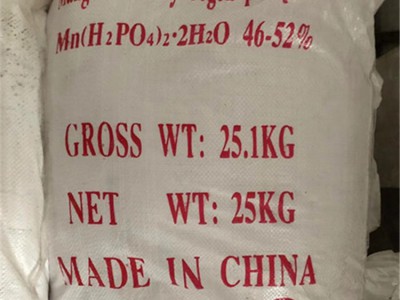 Mn(H₂PO₄)₂·2H₂O 46-52%
GROSS WT: 25.1KG
NET WT: 25KG
MADE IN CHINA